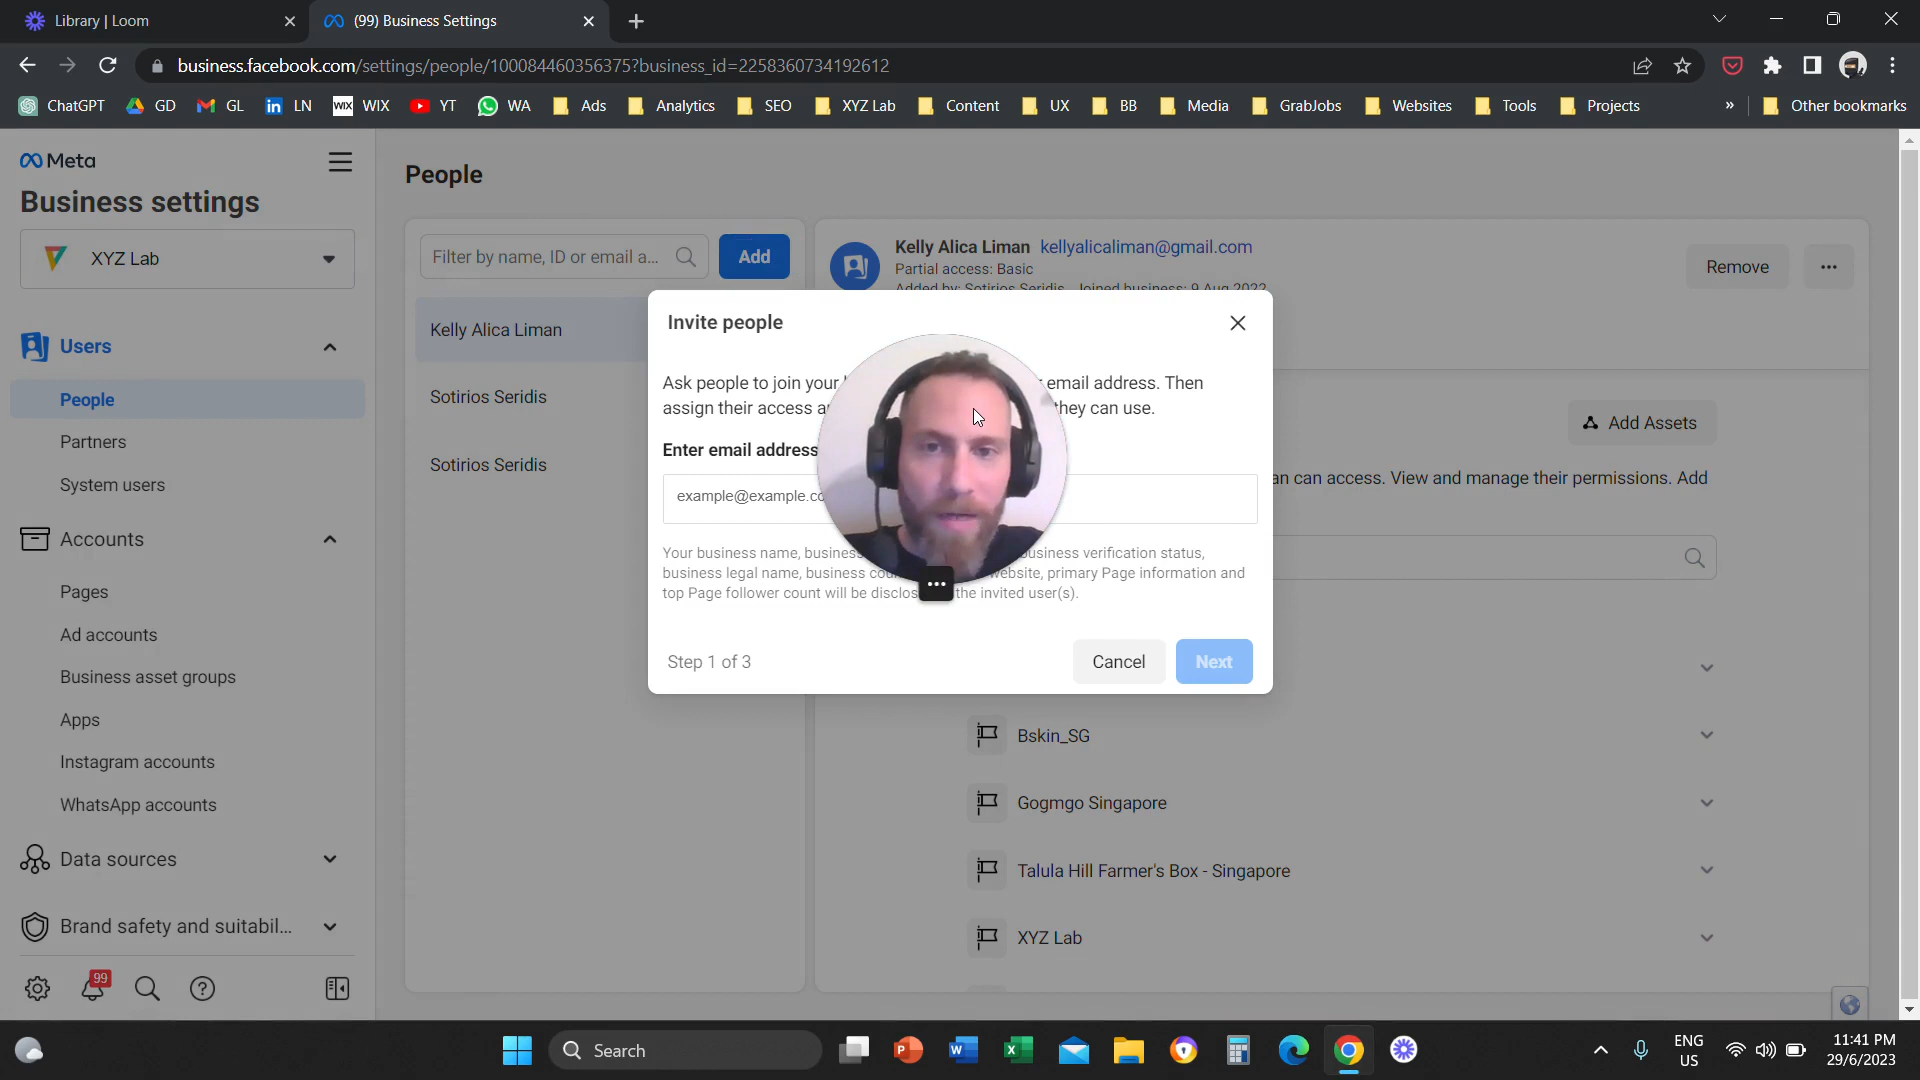 Library | Loom
(99) Business Settings
business.facebook.com/settings/people/100084460356375?business_id=2258360734192612
ChatGPT
GD
GL
LN
WIX
WIX
YT
WA
Ads
Analytics
SEO
XYZ Lab
Content
UX
BB
Media
GrabJobs
Websites
Tools
Projects
»
Other bookmarks
Meta
Business settings
XYZ Lab
Users
People
Partners
System users
Accounts
Pages
Ad accounts
Business asset groups
Apps
Instagram accounts
WhatsApp accounts
Data sources
Brand safety and suitabil...
99
People
Filter by name, ID or email a...
Add
Kelly Alica Liman
Sotirios Seridis
Sotirios Seridis
Kelly Alica Liman kellyalicaliman@gmail.com
Partial access: Basic
Added by: Sotirios Seridis Joined business: 9 Aug 2022
Remove
Add Assets
an can access. View and manage their permissions. Add
Bskin_SG
Gogmgo Singapore
Talula Hill Farmer's Box - Singapore
XYZ Lab
Invite people
Ask people to join your email address. Then
assign their access they can use.
Enter email address
example@example.co
Your business name, business business verification status,
business legal name, business website, primary Page information and
top Page follower count will be the invited user(s).
Step 1 of 3
Cancel
Next
Search
ENG
US
11:41 PM
29/6/2023